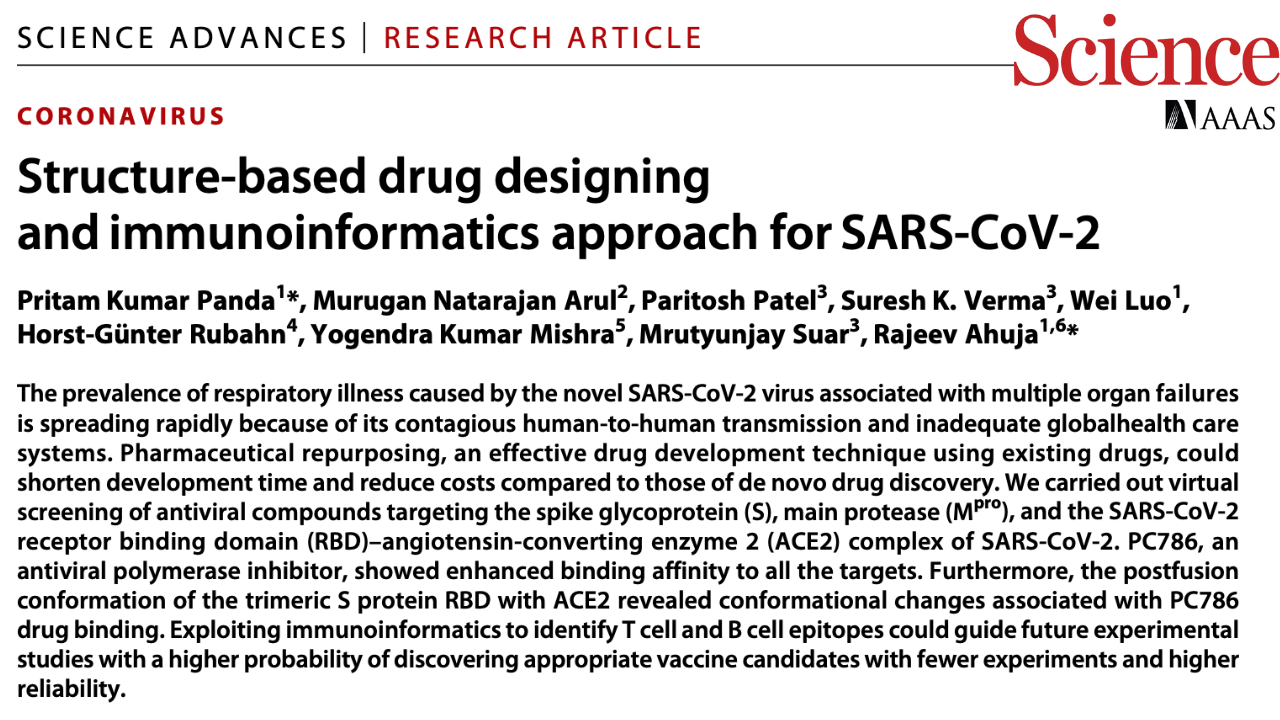 SCIENCE ADVANCES | RESEARCH ARTICLE
Science
AAAS
CORONAVIRUS
Structure-based drug designing
and immunoinformatics approach for SARS-CoV-2
Pritam Kumar Panda1*, Murugan Natarajan Arul2, Paritosh Patel3, Suresh K. Verma3, Wei Luo1,
Horst-Günter Rubahn4, Yogendra Kumar Mishra5, Mrutyunjay Suar3, Rajeev Ahuja1,6*
The prevalence of respiratory illness caused by the novel SARS-CoV-2 virus associated with multiple organ failures
is spreading rapidly because of its contagious human-to-human transmission and inadequate globalhealth care
systems. Pharmaceutical repurposing, an effective drug development technique using existing drugs, could
shorten development time and reduce costs compared to those of de novo drug discovery. We carried out virtual
screening of antiviral compounds targeting the spike glycoprotein (S), main protease (Mpro), and the SARS-CoV-2
receptor binding domain (RBD)–angiotensin-converting enzyme 2 (ACE2) complex of SARS-CoV-2. PC786, an
antiviral polymerase inhibitor, showed enhanced binding affinity to all the targets. Furthermore, the postfusion
conformation of the trimeric S protein RBD with ACE2 revealed conformational changes associated with PC786
drug binding. Exploiting immunoinformatics to identify T cell and B cell epitopes could guide future experimental
studies with a higher probability of discovering appropriate vaccine candidates with fewer experiments and higher
reliability.